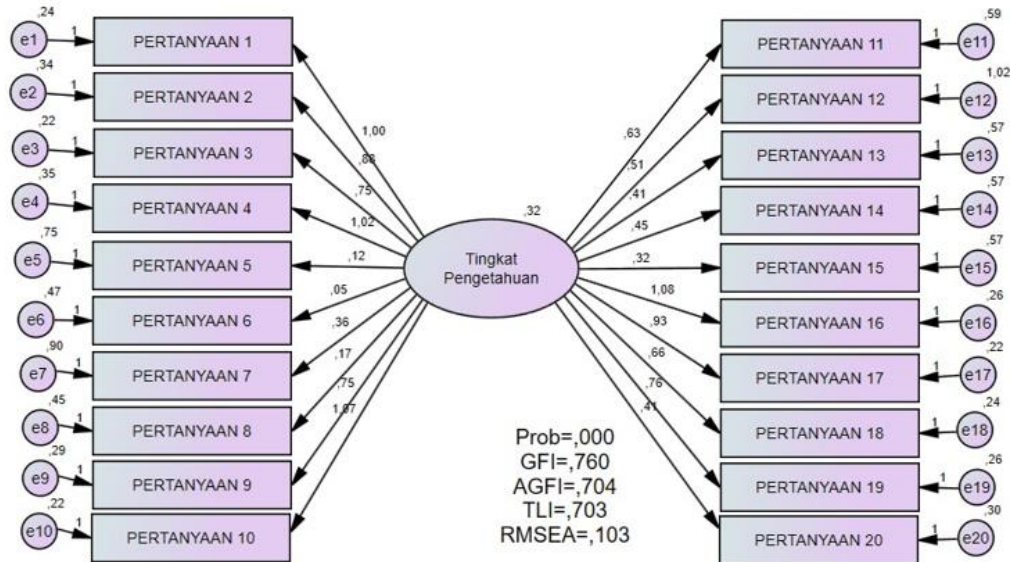 ,24
e1 1 PERTANYAAN 1
,34
e2 1 PERTANYAAN 2
,22
e3 1 PERTANYAAN 3
,35
e4 1 PERTANYAAN 4
,75
e5 1 PERTANYAAN 5
,47
e6 1 PERTANYAAN 6
,90
e7 1 PERTANYAAN 7
,45
e8 1 PERTANYAAN 8
,29
e9 1 PERTANYAAN 9
,22
e10 1 PERTANYAAN 10
1,00
,75
1,02
,12
,05
,36
,17
,75
1,07
,32
Tingkat
Pengetahuan
,63
,51
,41
,45
,32
1,08
,93
,66
,76
,41
Prob=,000
GFI=,760
AGFI=,704
TLI=,703
RMSEA=,103
,59
PERTANYAAN 11 1 e11
1,02
PERTANYAAN 12 1 e12
,57
PERTANYAAN 13 1 e13
,57
PERTANYAAN 14 1 e14
,57
PERTANYAAN 15 1 e15
,26
PERTANYAAN 16 1 e16
,22
PERTANYAAN 17 1 e17
,24
PERTANYAAN 18 1 e18
,26
PERTANYAAN 19 1 e19
,30
PERTANYAAN 20 1 e20